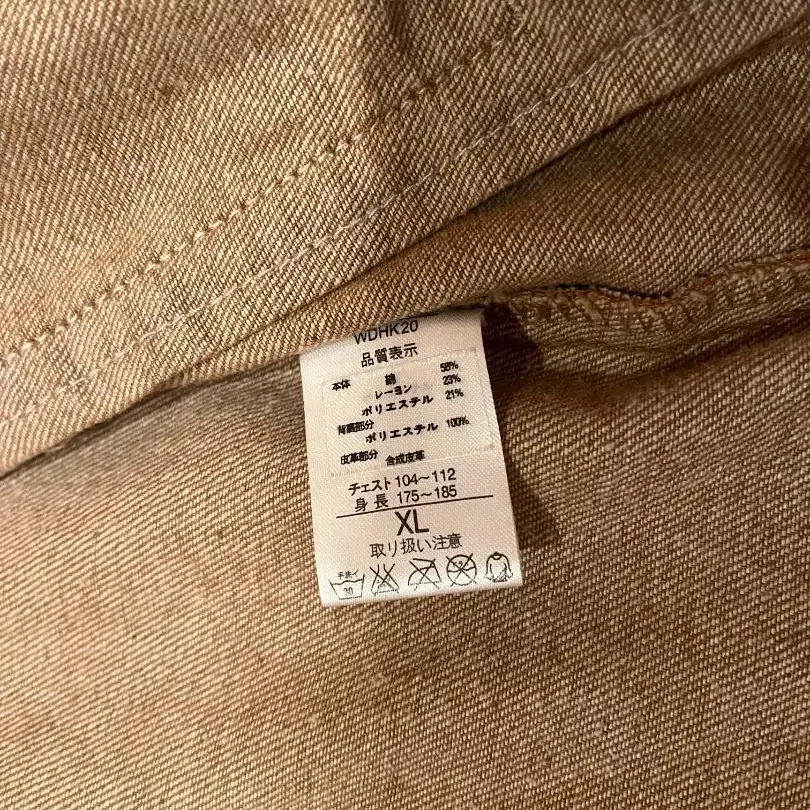 WDHK20
品質表示
本体 綿 56%
レーヨン 23%
ポリエステル 21%
背裏部分 ポリエステル 100%
皮革部分 合成皮革
チェスト 104～112
身長 175～185
XL
取り扱い注意
手洗イ
30